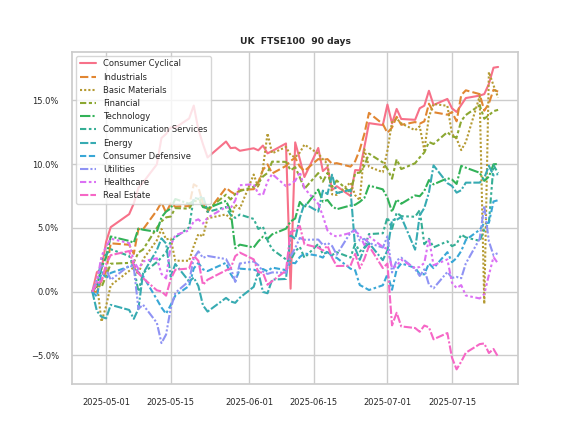 UK FTSE100 90 days
Consumer Cyclical
Industrials
Basic Materials
Financial
Technology
Communication Services
Energy
Consumer Defensive
Utilities
Healthcare
Real Estate
15.0%
10.0%
5.0%
0.0%
−5.0%
2025-05-01 2025-05-15 2025-06-01 2025-06-15 2025-07-01 2025-07-15